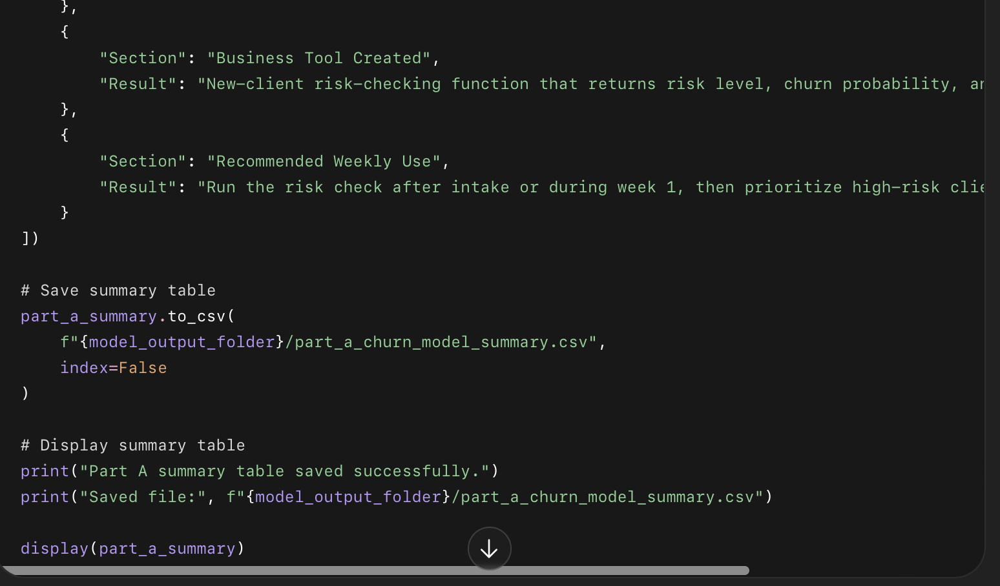 },
{
"Section": "Business Tool Created",
"Result": "New-client risk-checking function that returns risk level, churn probability,
},
{
"Section": "Recommended Weekly Use",
"Result": "Run the risk check after intake or during week 1, then prioritize high-risk
}
])
# Save summary table
part_a_summary.to_csv(
f"{model_output_folder}/part_a_churn_model_summary.csv",
index=False
)
# Display summary table
print("Part A summary table saved successfully.")
print("Saved file:", f"{model_output_folder}/part_a_churn_model_summary.csv")
display(part_a_summary)